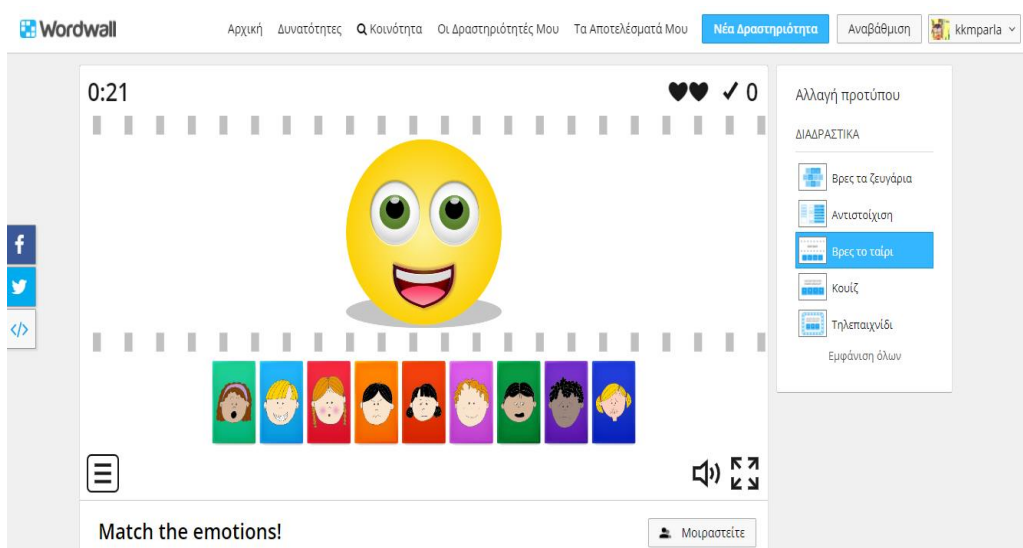 Wordwall
Αρχική Δυνατότητες Κοινότητα Οι Δραστηριότητές Μου Τα Αποτελέσματά Μου Νέα Δραστηριότητα Αναβάθμιση kkmparla
0:21
✓ 0
Αλλαγή προτύπου
ΔΙΑΔΡΑΣΤΙΚΑ
Βρες τα ζευγάρια
Αντιστοίχιση
Βρες το ταίρι
Κουίζ
Τηλεπαιχνίδι
Εμφάνιση όλων
f
</>
Match the emotions!
Μοιραστείτε